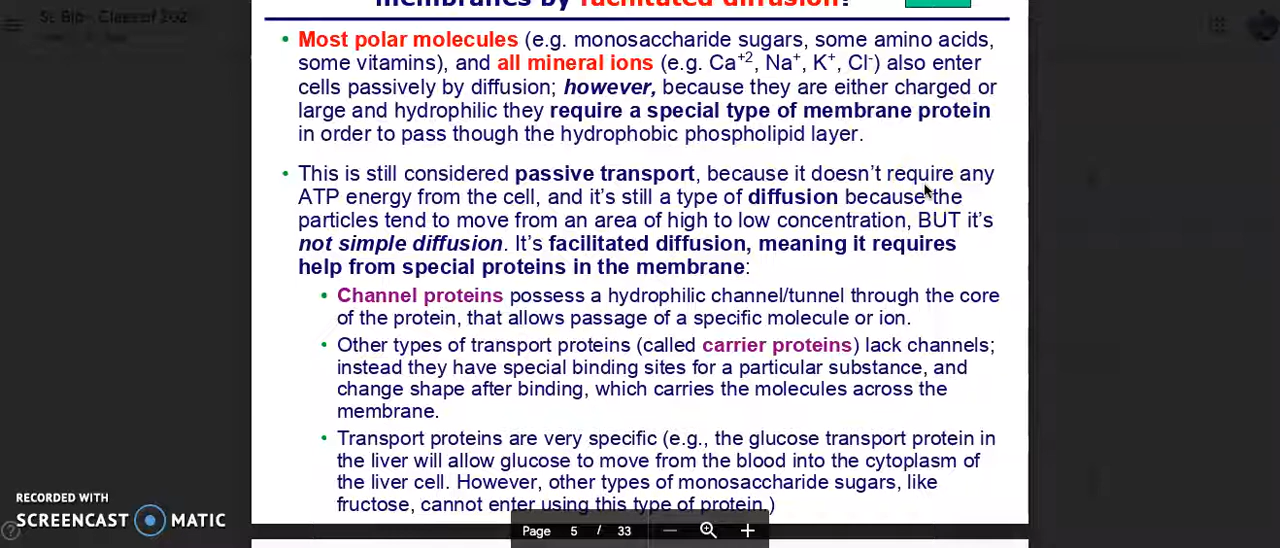 S: Bio - Class of 202
membranes by facilitated diffusion?
• Most polar molecules (e.g. monosaccharide sugars, some amino acids,
some vitamins), and all mineral ions (e.g. Ca+2, Na+, K+, Cl-) also enter
cells passively by diffusion; however, because they are either charged or
large and hydrophilic they require a special type of membrane protein
in order to pass though the hydrophobic phospholipid layer.
• This is still considered passive transport, because it doesn't require any
ATP energy from the cell, and it's still a type of diffusion because the
particles tend to move from an area of high to low concentration, BUT it's
not simple diffusion. It's facilitated diffusion, meaning it requires
help from special proteins in the membrane:
• Channel proteins possess a hydrophilic channel/tunnel through the core
of the protein, that allows passage of a specific molecule or ion.
• Other types of transport proteins (called carrier proteins) lack channels;
instead they have special binding sites for a particular substance, and
change shape after binding, which carries the molecules across the
membrane.
• Transport proteins are very specific (e.g., the glucose transport protein in
the liver will allow glucose to move from the blood into the cytoplasm of
the liver cell. However, other types of monosaccharide sugars, like
fructose, cannot enter using this type of protein.)
RECORDED WITH
SCREENCAST MATIC
Page 5 / 33